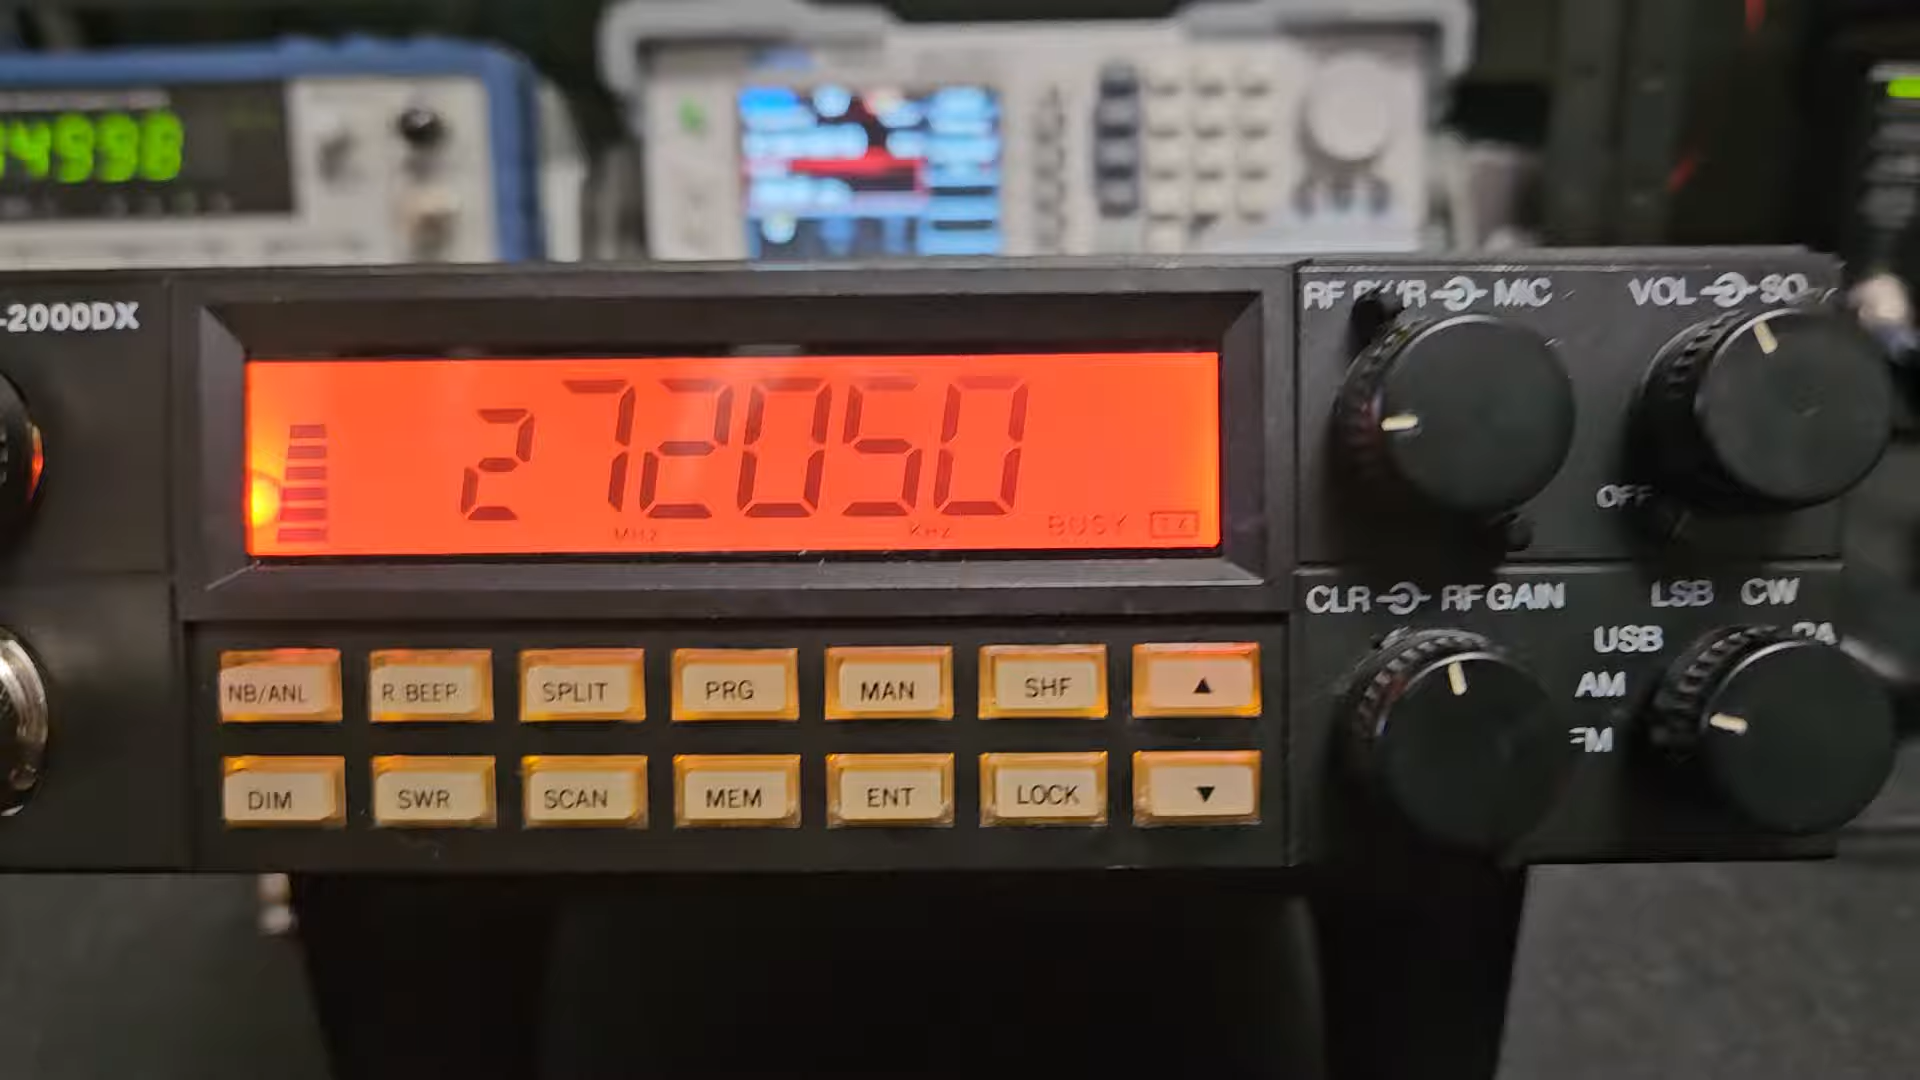 4998
-2000DX
RF PWR MIC
VOL SQ
272050
MHz
KHz
BUSY
TX
OFF
CLR RF GAIN
LSB CW
USB PA
AM
FM
NB/ANL R.BEEP SPLIT PRG MAN SHF ▲
DIM SWR SCAN MEM ENT LOCK ▼